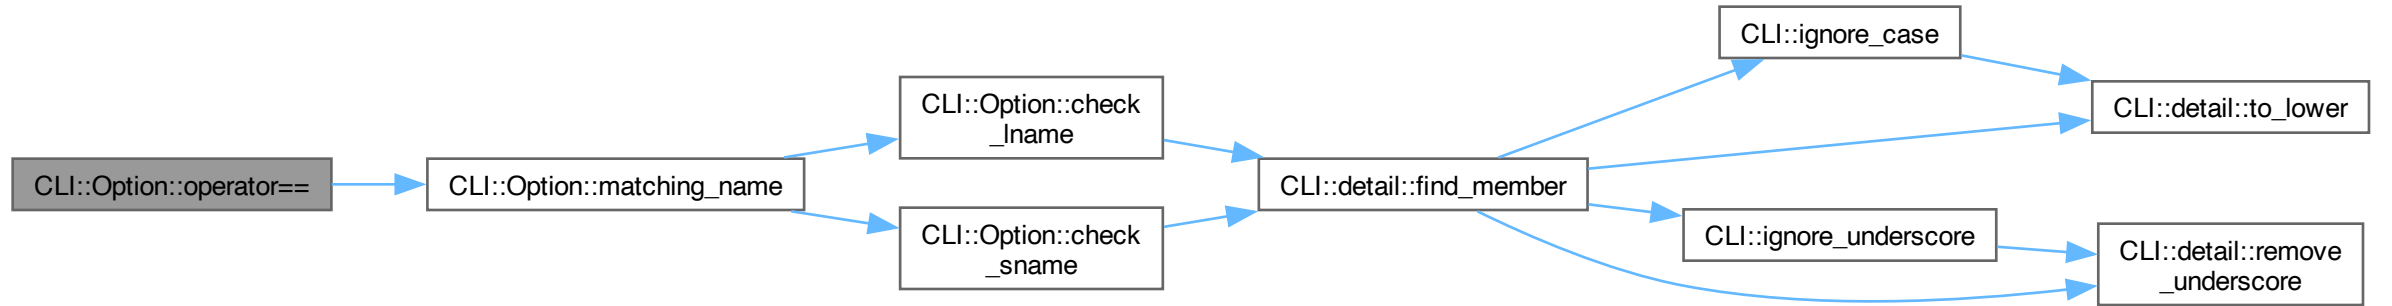 CLI::Option::operator==
CLI::Option::matching_name
CLI::Option::check
_lname
CLI::Option::check
_sname
CLI::detail::find_member
CLI::ignore_case
CLI::detail::to_lower
CLI::ignore_underscore
CLI::detail::remove
_underscore